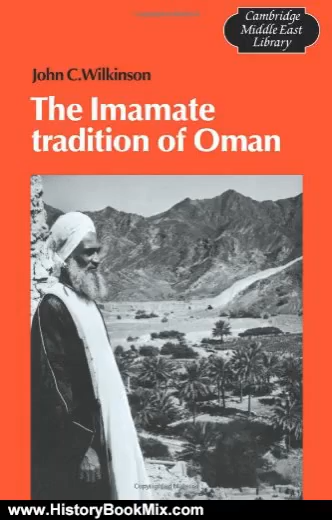 Cambridge
Middle East
Library
John C. Wilkinson
The Imamate
tradition of Oman
www.HistoryBookMix.com